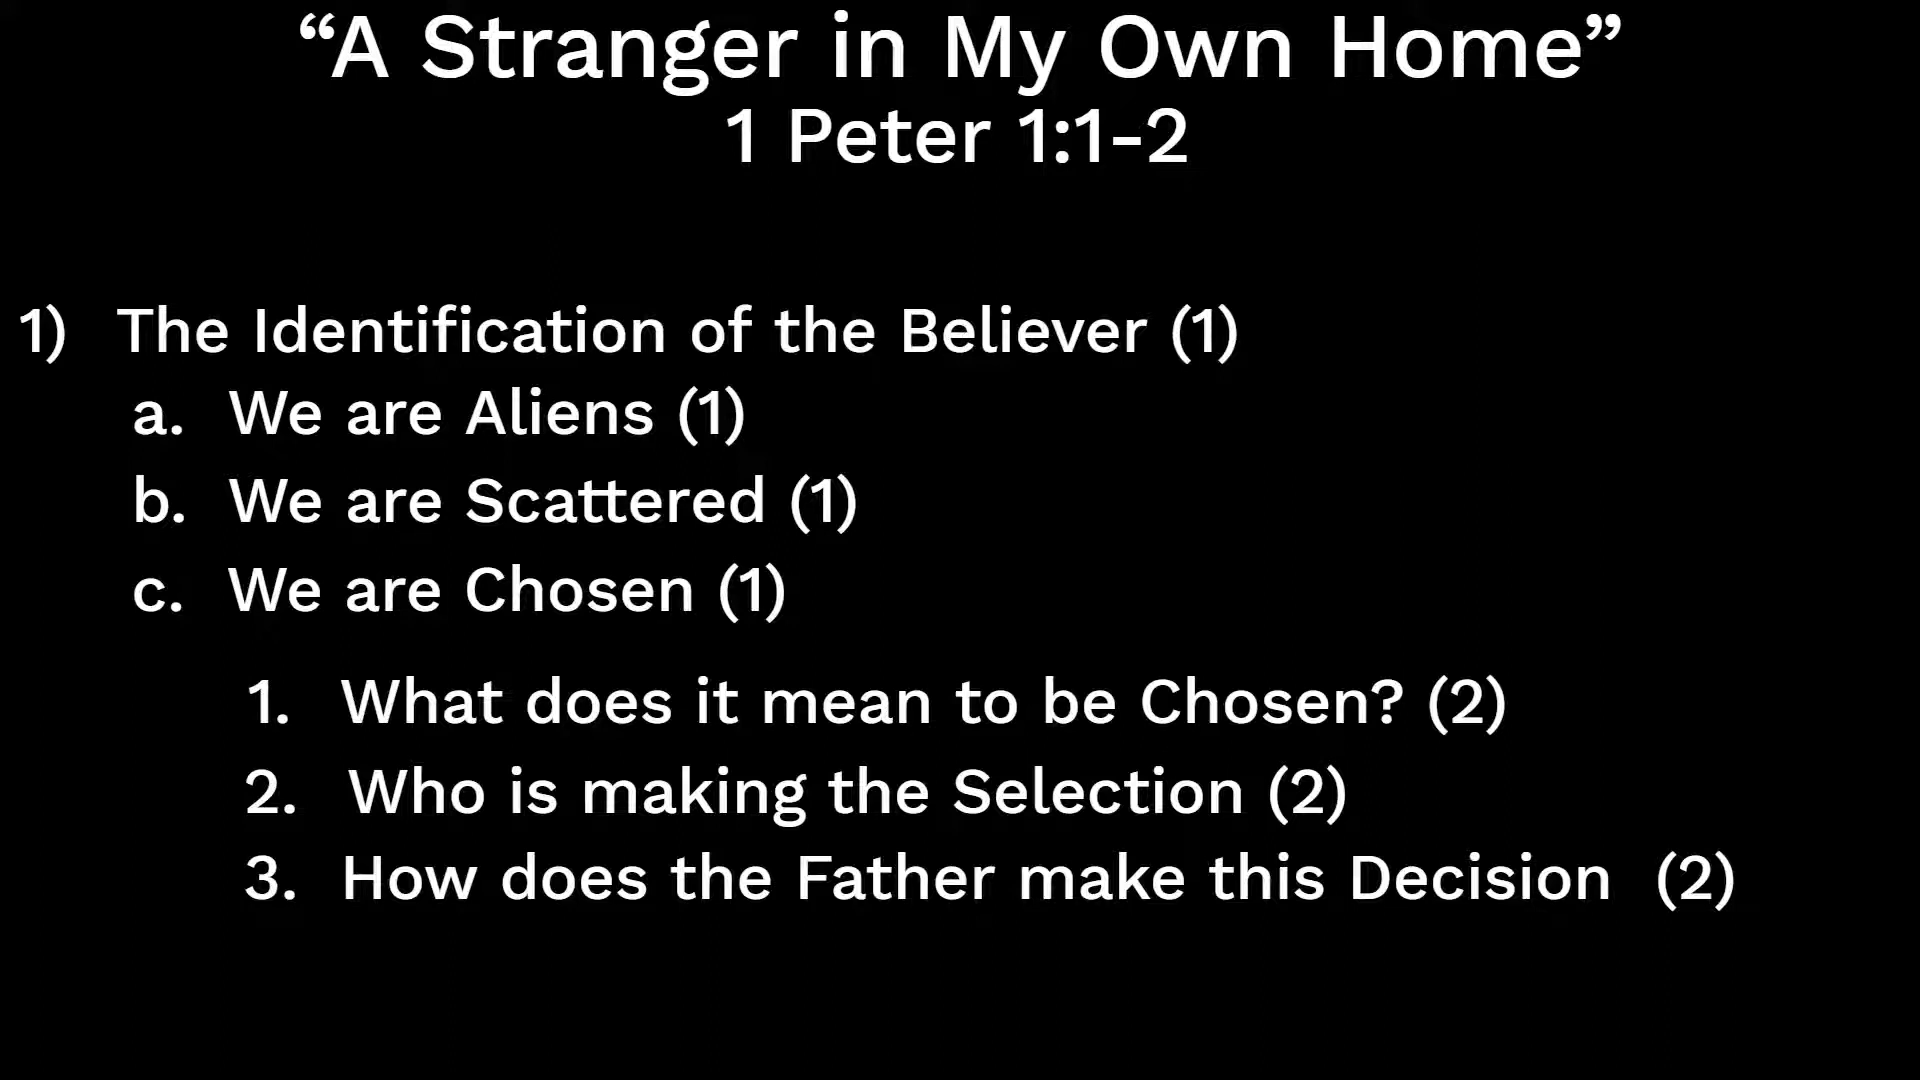 “A Stranger in My Own Home”
1 Peter 1:1-2
1) The Identification of the Believer (1)
a. We are Aliens (1)
b. We are Scattered (1)
c. We are Chosen (1)
1. What does it mean to be Chosen? (2)
2. Who is making the Selection (2)
3. How does the Father make this Decision (2)